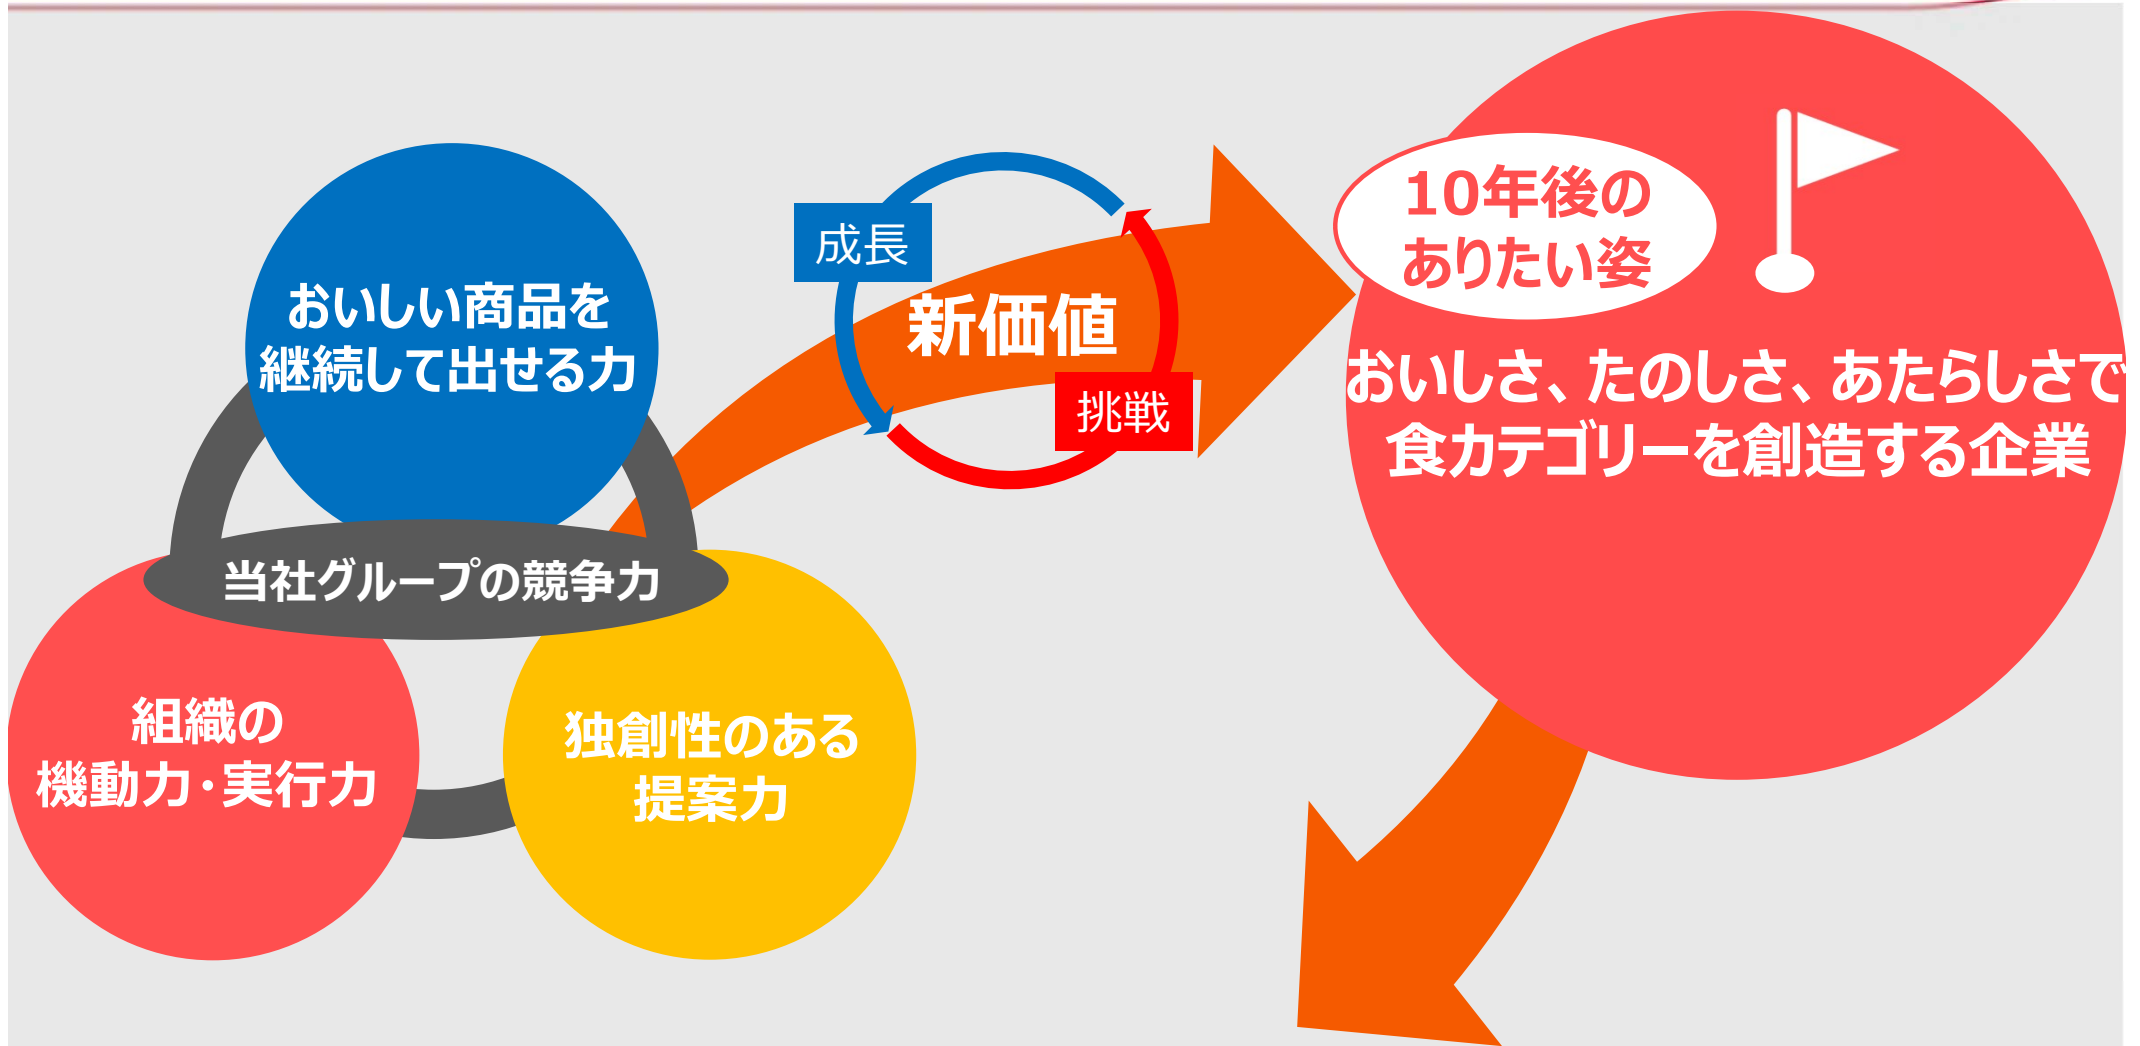 おいしい商品を
継続して出せる力
当社グループの競争力
組織の
機動力・実行力
独創性のある
提案力
成長
新価値
挑戦
10年後の
ありたい姿
おいしさ、たのしさ、あたらしさで
食カテゴリーを創造する企業